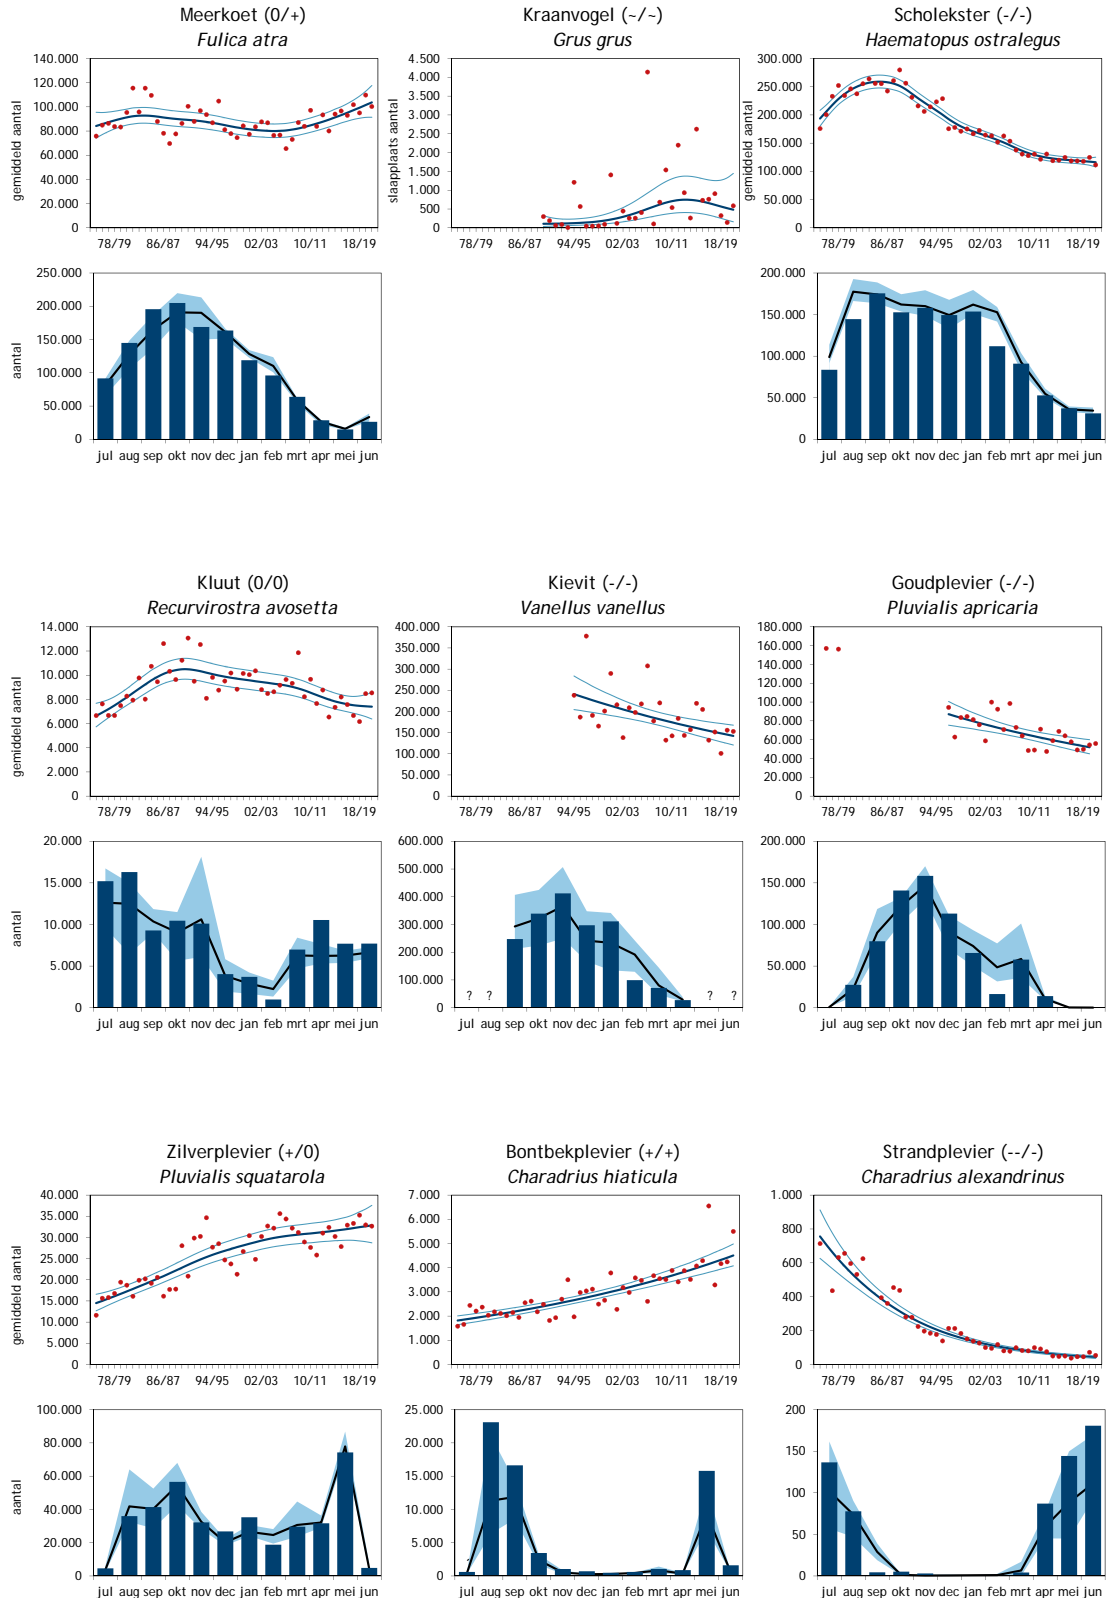 Meerkoet (0/+)
Fulica atra
Kraanvogel (~/~)
Grus grus
Scholekster (-/-)
Haematopus ostralegus
gemiddeld aantal
140.000
120.000
100.000
80.000
60.000
40.000
20.000
0
78/79 86/87 94/95 02/03 10/11 18/19
slaapplaats aantal
4.500
4.000
3.500
3.000
2.500
2.000
1.500
1.000
500
0
78/79 86/87 94/95 02/03 10/11 18/19
gemiddeld aantal
300.000
250.000
200.000
150.000
100.000
50.000
0
78/79 86/87 94/95 02/03 10/11 18/19
aantal
250.000
200.000
150.000
100.000
50.000
0
jul aug sep okt nov dec jan feb mrt apr mei jun
200.000
150.000
100.000
50.000
0
jul aug sep okt nov dec jan feb mrt apr mei jun
Kluut (0/0)
Recurvirostra avosetta
Kievit (-/-)
Vanellus vanellus
Goudplevier (-/-)
Pluvialis apricaria
gemiddeld aantal
14.000
12.000
10.000
8.000
6.000
4.000
2.000
0
78/79 86/87 94/95 02/03 10/11 18/19
400.000
350.000
300.000
250.000
200.000
150.000
100.000
50.000
0
78/79 86/87 94/95 02/03 10/11 18/19
180.000
160.000
140.000
120.000
100.000
80.000
60.000
40.000
20.000
0
78/79 86/87 94/95 02/03 10/11 18/19
aantal
20.000
15.000
10.000
5.000
0
jul aug sep okt nov dec jan feb mrt apr mei jun
600.000
500.000
400.000
300.000
200.000
100.000
0
? ? ? ?
jul aug sep okt nov dec jan feb mrt apr mei jun
200.000
150.000
100.000
50.000
0
jul aug sep okt nov dec jan feb mrt apr mei jun
Zilverplevier (+/0)
Pluvialis squatarola
Bontbekplevier (+/+)
Charadrius hiaticula
Strandplevier (--/-)
Charadrius alexandrinus
gemiddeld aantal
40.000
35.000
30.000
25.000
20.000
15.000
10.000
5.000
0
78/79 86/87 94/95 02/03 10/11 18/19
7.000
6.000
5.000
4.000
3.000
2.000
1.000
0
78/79 86/87 94/95 02/03 10/11 18/19
1.000
800
600
400
200
0
78/79 86/87 94/95 02/03 10/11 18/19
aantal
100.000
80.000
60.000
40.000
20.000
0
jul aug sep okt nov dec jan feb mrt apr mei jun
25.000
20.000
15.000
10.000
5.000
0
jul aug sep okt nov dec jan feb mrt apr mei jun
200
150
100
50
0
jul aug sep okt nov dec jan feb mrt apr mei jun